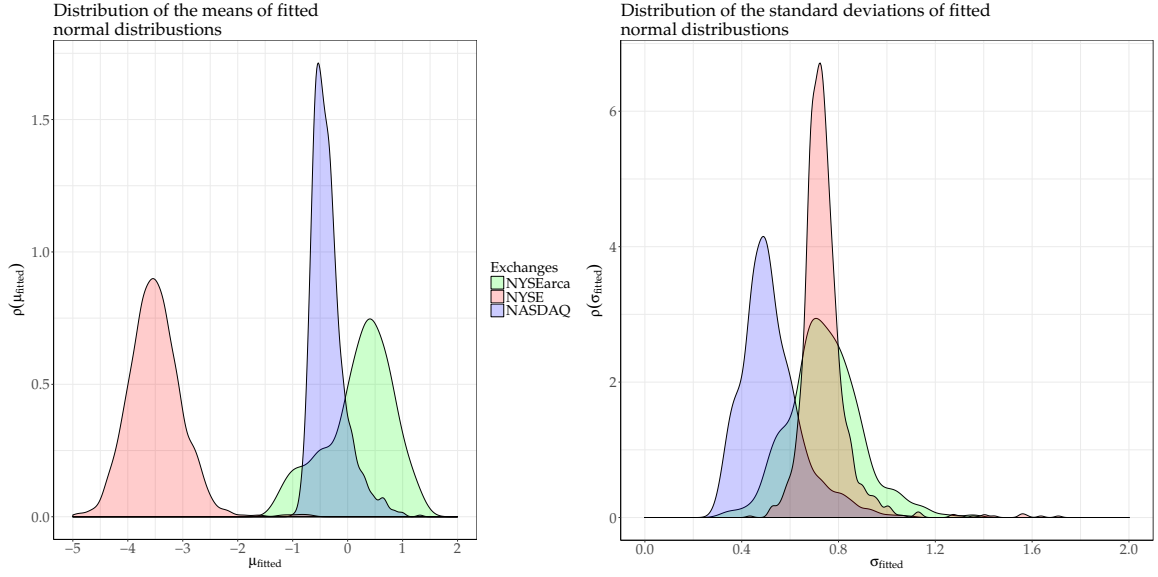 Distribution of the means of fitted
normal distribustions
ρ(μfitted)
1.5
1.0
0.5
0.0
−5 −4 −3 −2 −1 0 1 2
μfitted
Exchanges
NYSEarca
NYSE
NASDAQ
Distribution of the standard deviations of fitted
normal distribustions
ρ(σfitted)
6
4
2
0
0.0 0.4 0.8 1.2 1.6 2.0
σfitted